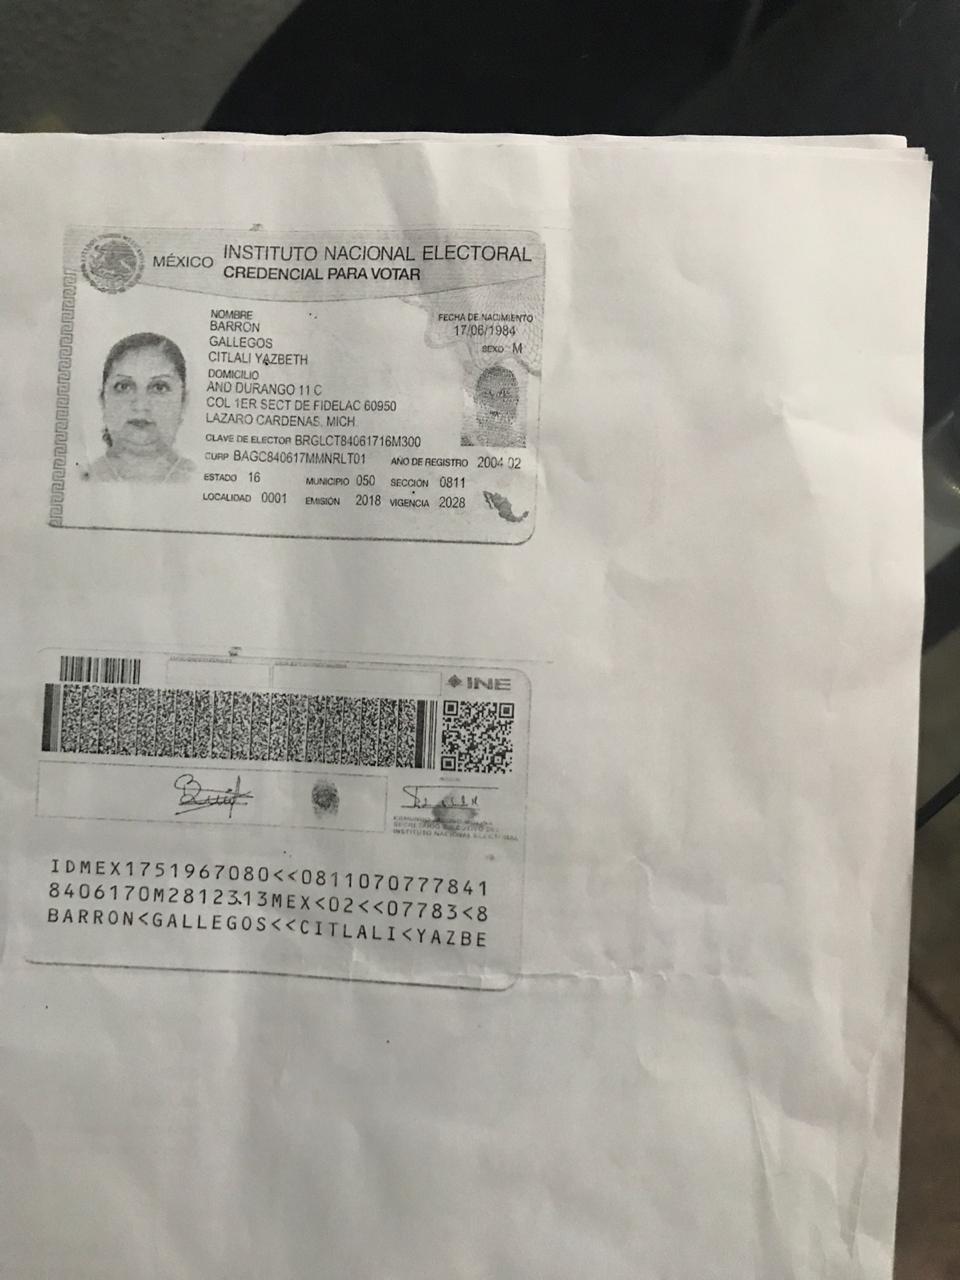 MÉXICO
INSTITUTO NACIONAL ELECTORAL
CREDENCIAL PARA VOTAR
NOMBRE
BARRON
GALLEGOS
CITLALI YAZBETH
FECHA DE NACIMIENTO
17/06/1984
SEXO M
DOMICILIO
AND DURANGO 11 C
COL 1ER SECT DE FIDELAC 60950
LAZARO CARDENAS, MICH.
CLAVE DE ELECTOR BRGLCT84061716M300
CURP BAGC840617MMNRLT01 AÑO DE REGISTRO 2004 02
ESTADO 16 MUNICIPIO 050 SECCIÓN 0811
LOCALIDAD 0001 EMISIÓN 2018 VIGENCIA 2028
INE
SECRETARIO EJECUTIVO DEL
INSTITUTO NACIONAL ELECTORAL
IDMEX1751967080<<0811070777841
8406170M2812313MEX<02<<07783<8
BARRON<GALLEGOS<<CITLALI<YAZBE